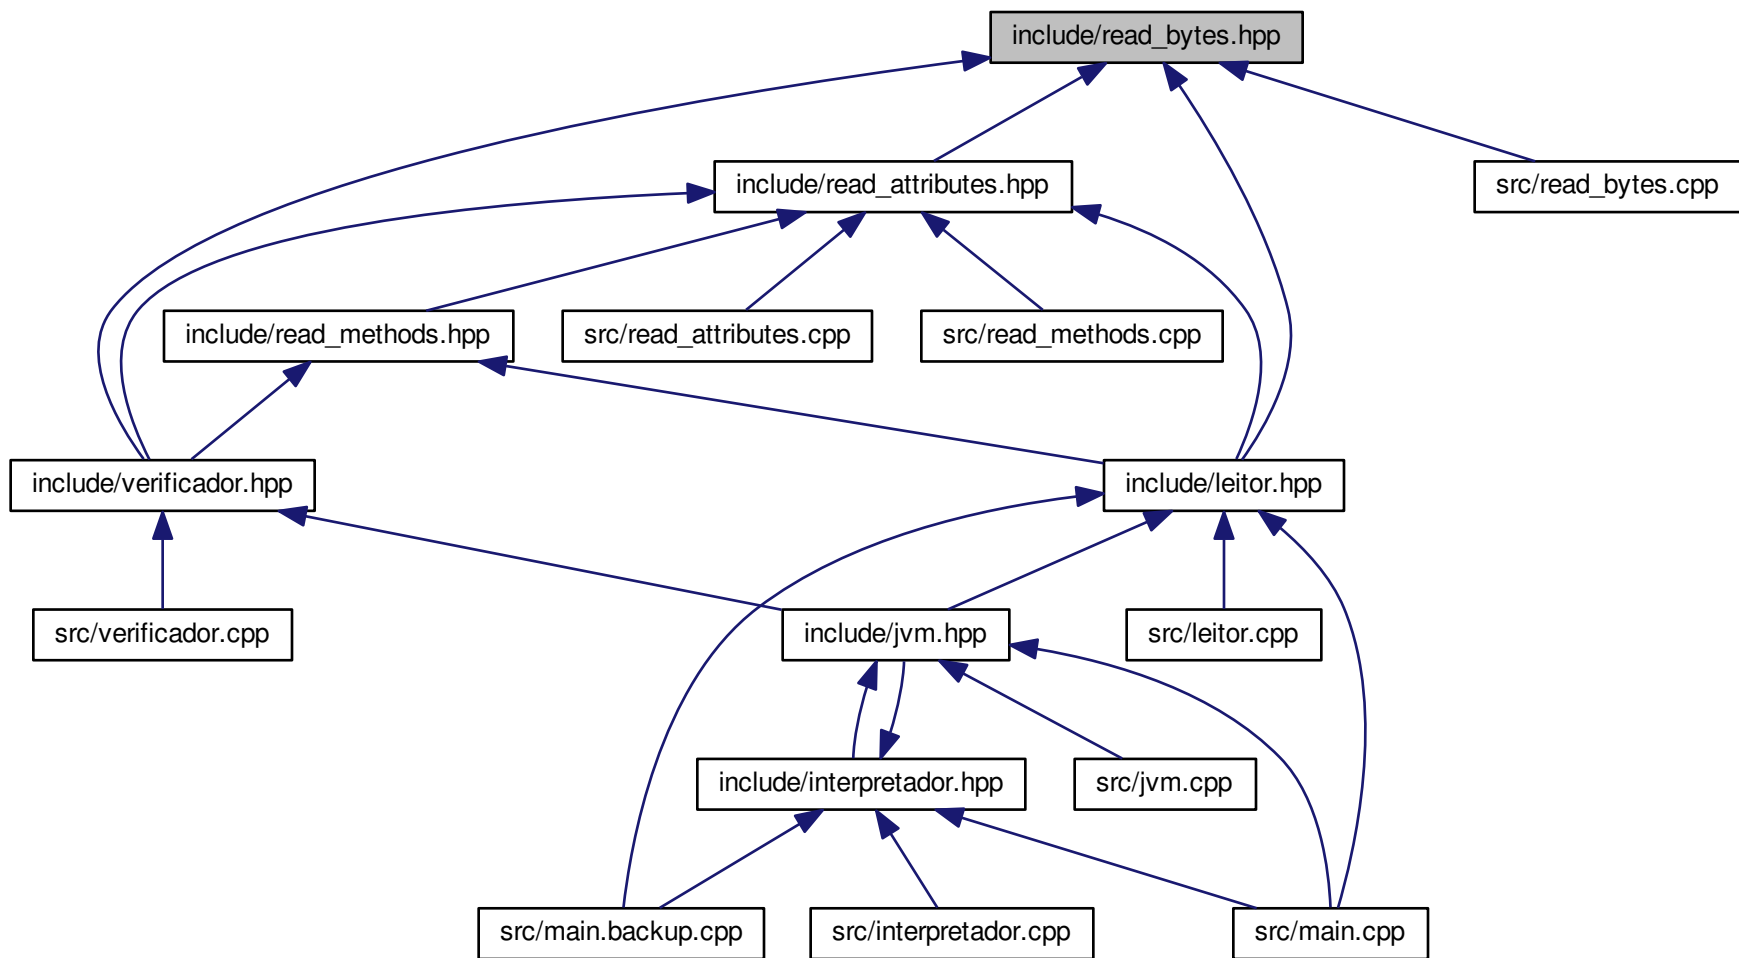 include/read_bytes.hpp
include/read_attributes.hpp
src/read_bytes.cpp
include/read_methods.hpp
src/read_attributes.cpp
src/read_methods.cpp
include/verificador.hpp
include/leitor.hpp
src/verificador.cpp
include/jvm.hpp
src/leitor.cpp
include/interpretador.hpp
src/jvm.cpp
src/main.backup.cpp
src/interpretador.cpp
src/main.cpp